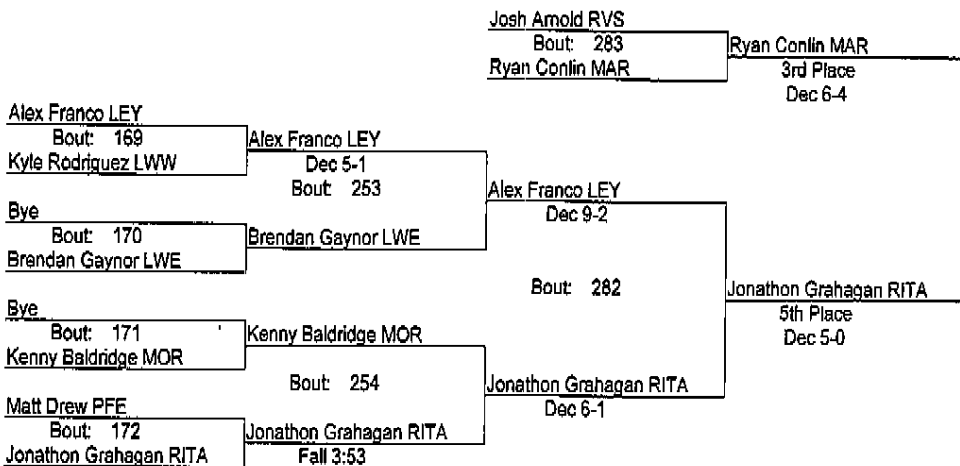 Josh Arnold RVS
Bout: 283
Ryan Conlin MAR
Ryan Conlin MAR
3rd Place
Dec 6-4
Alex Franco LEY
Bout: 169
Kyle Rodriguez LWW
Alex Franco LEY
Dec 5-1
Bout: 253
Bye
Bout: 170
Brendan Gaynor LWE
Brendan Gaynor LWE
Alex Franco LEY
Dec 9-2
Bout: 282
Bye
Bout: 171
Kenny Baldridge MOR
Kenny Baldridge MOR
Bout: 254
Matt Drew PFE
Bout: 172
Jonathon Grahagan RITA
Jonathon Grahagan RITA
Fall 3:53
Jonathon Grahagan RITA
Dec 6-1
Jonathon Grahagan RITA
5th Place
Dec 5-0